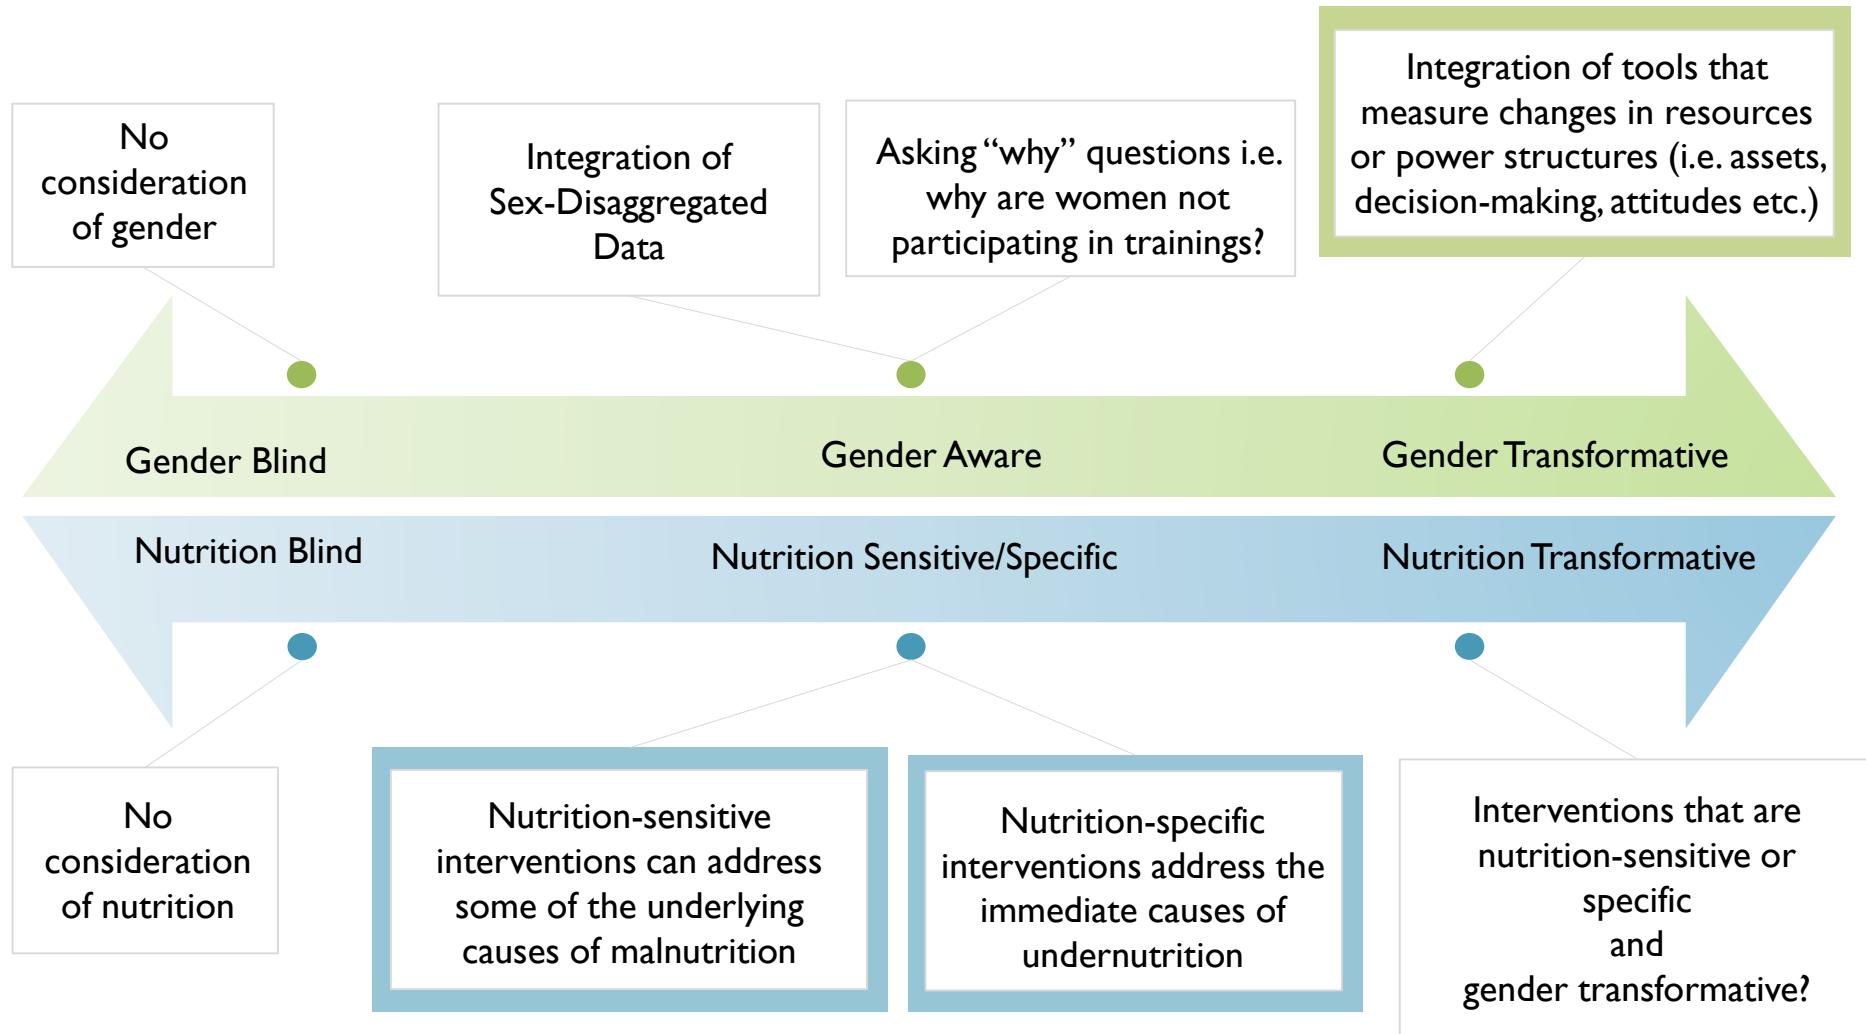 No
consideration
of gender
Integration of
Sex-Disaggregated
Data
Asking “why” questions i.e.
why are women not
participating in trainings?
Integration of tools that
measure changes in resources
or power structures (i.e. assets,
decision-making, attitudes etc.)
Gender Blind
Gender Aware
Gender Transformative
Nutrition Blind
Nutrition Sensitive/Specific
Nutrition Transformative
No
consideration
of nutrition
Nutrition-sensitive
interventions can address
some of the underlying
causes of malnutrition
Nutrition-specific
interventions address the
immediate causes of
undernutrition
Interventions that are
nutrition-sensitive or
specific
and
gender transformative?